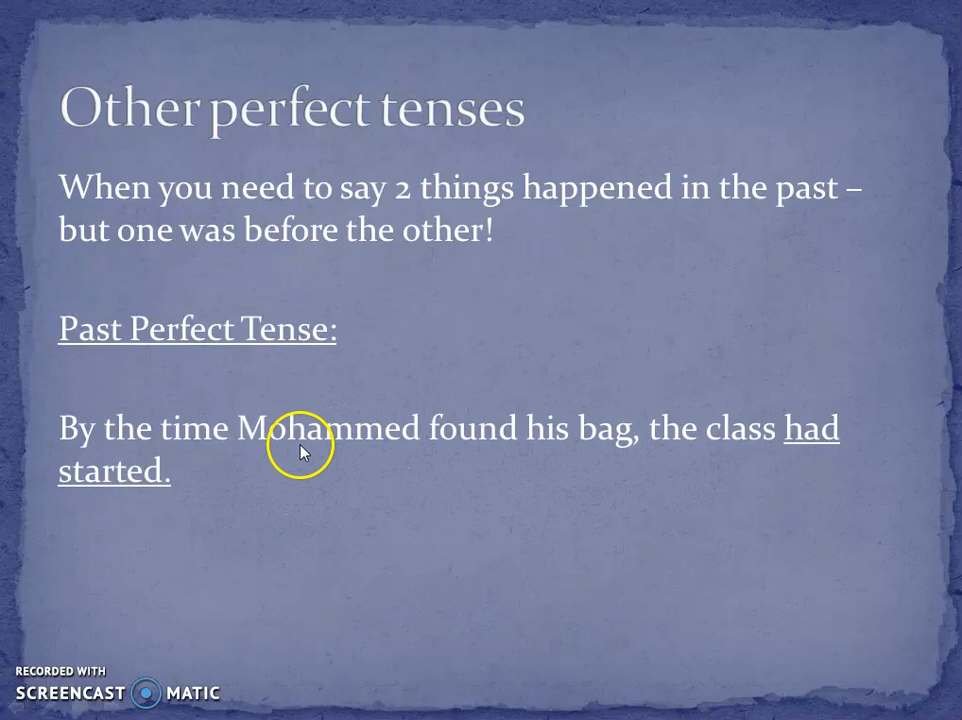 Other perfect tenses
When you need to say 2 things happened in the past –
but one was before the other!
Past Perfect Tense:
By the time Mohammed found his bag, the class had
started.
RECORDED WITH
SCREENCAST MATIC